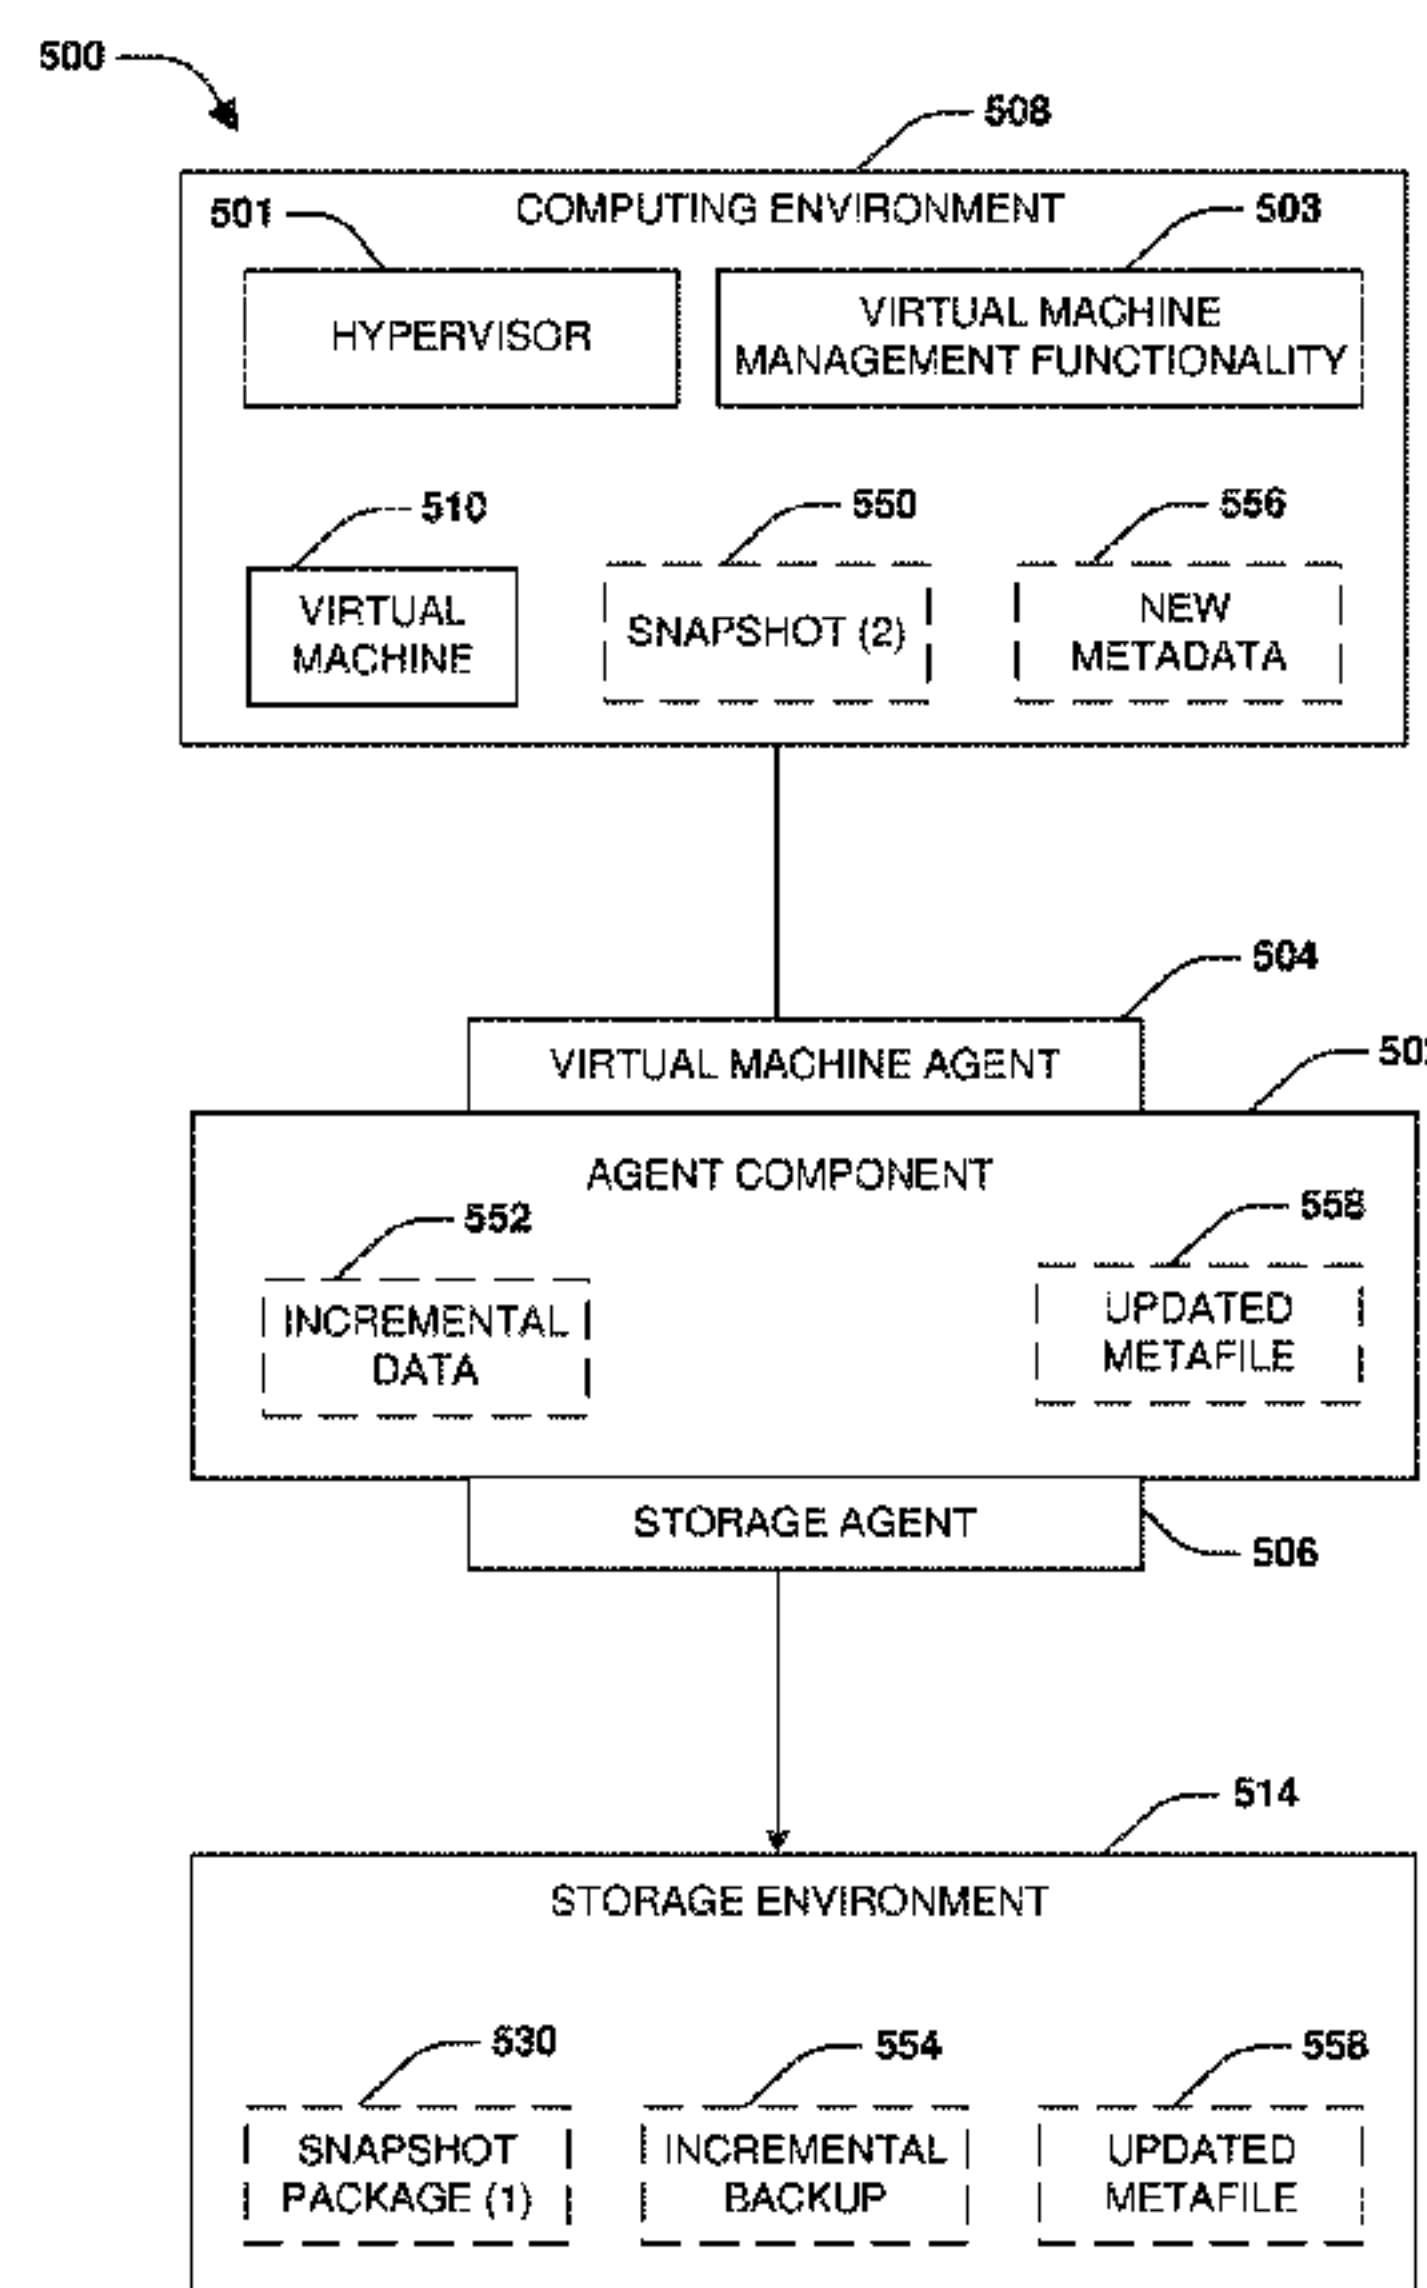 500
508
COMPUTING ENVIRONMENT
501
503
HYPERVISOR
VIRTUAL MACHINE
MANAGEMENT FUNCTIONALITY
510
550
556
VIRTUAL
MACHINE
SNAPSHOT (2)
NEW
METADATA
504
VIRTUAL MACHINE AGENT
AGENT COMPONENT
552
558
INCREMENTAL
DATA
UPDATED
METAFILE
STORAGE AGENT
506
514
STORAGE ENVIRONMENT
530
554
558
SNAPSHOT
PACKAGE (1)
INCREMENTAL
BACKUP
UPDATED
METAFILE